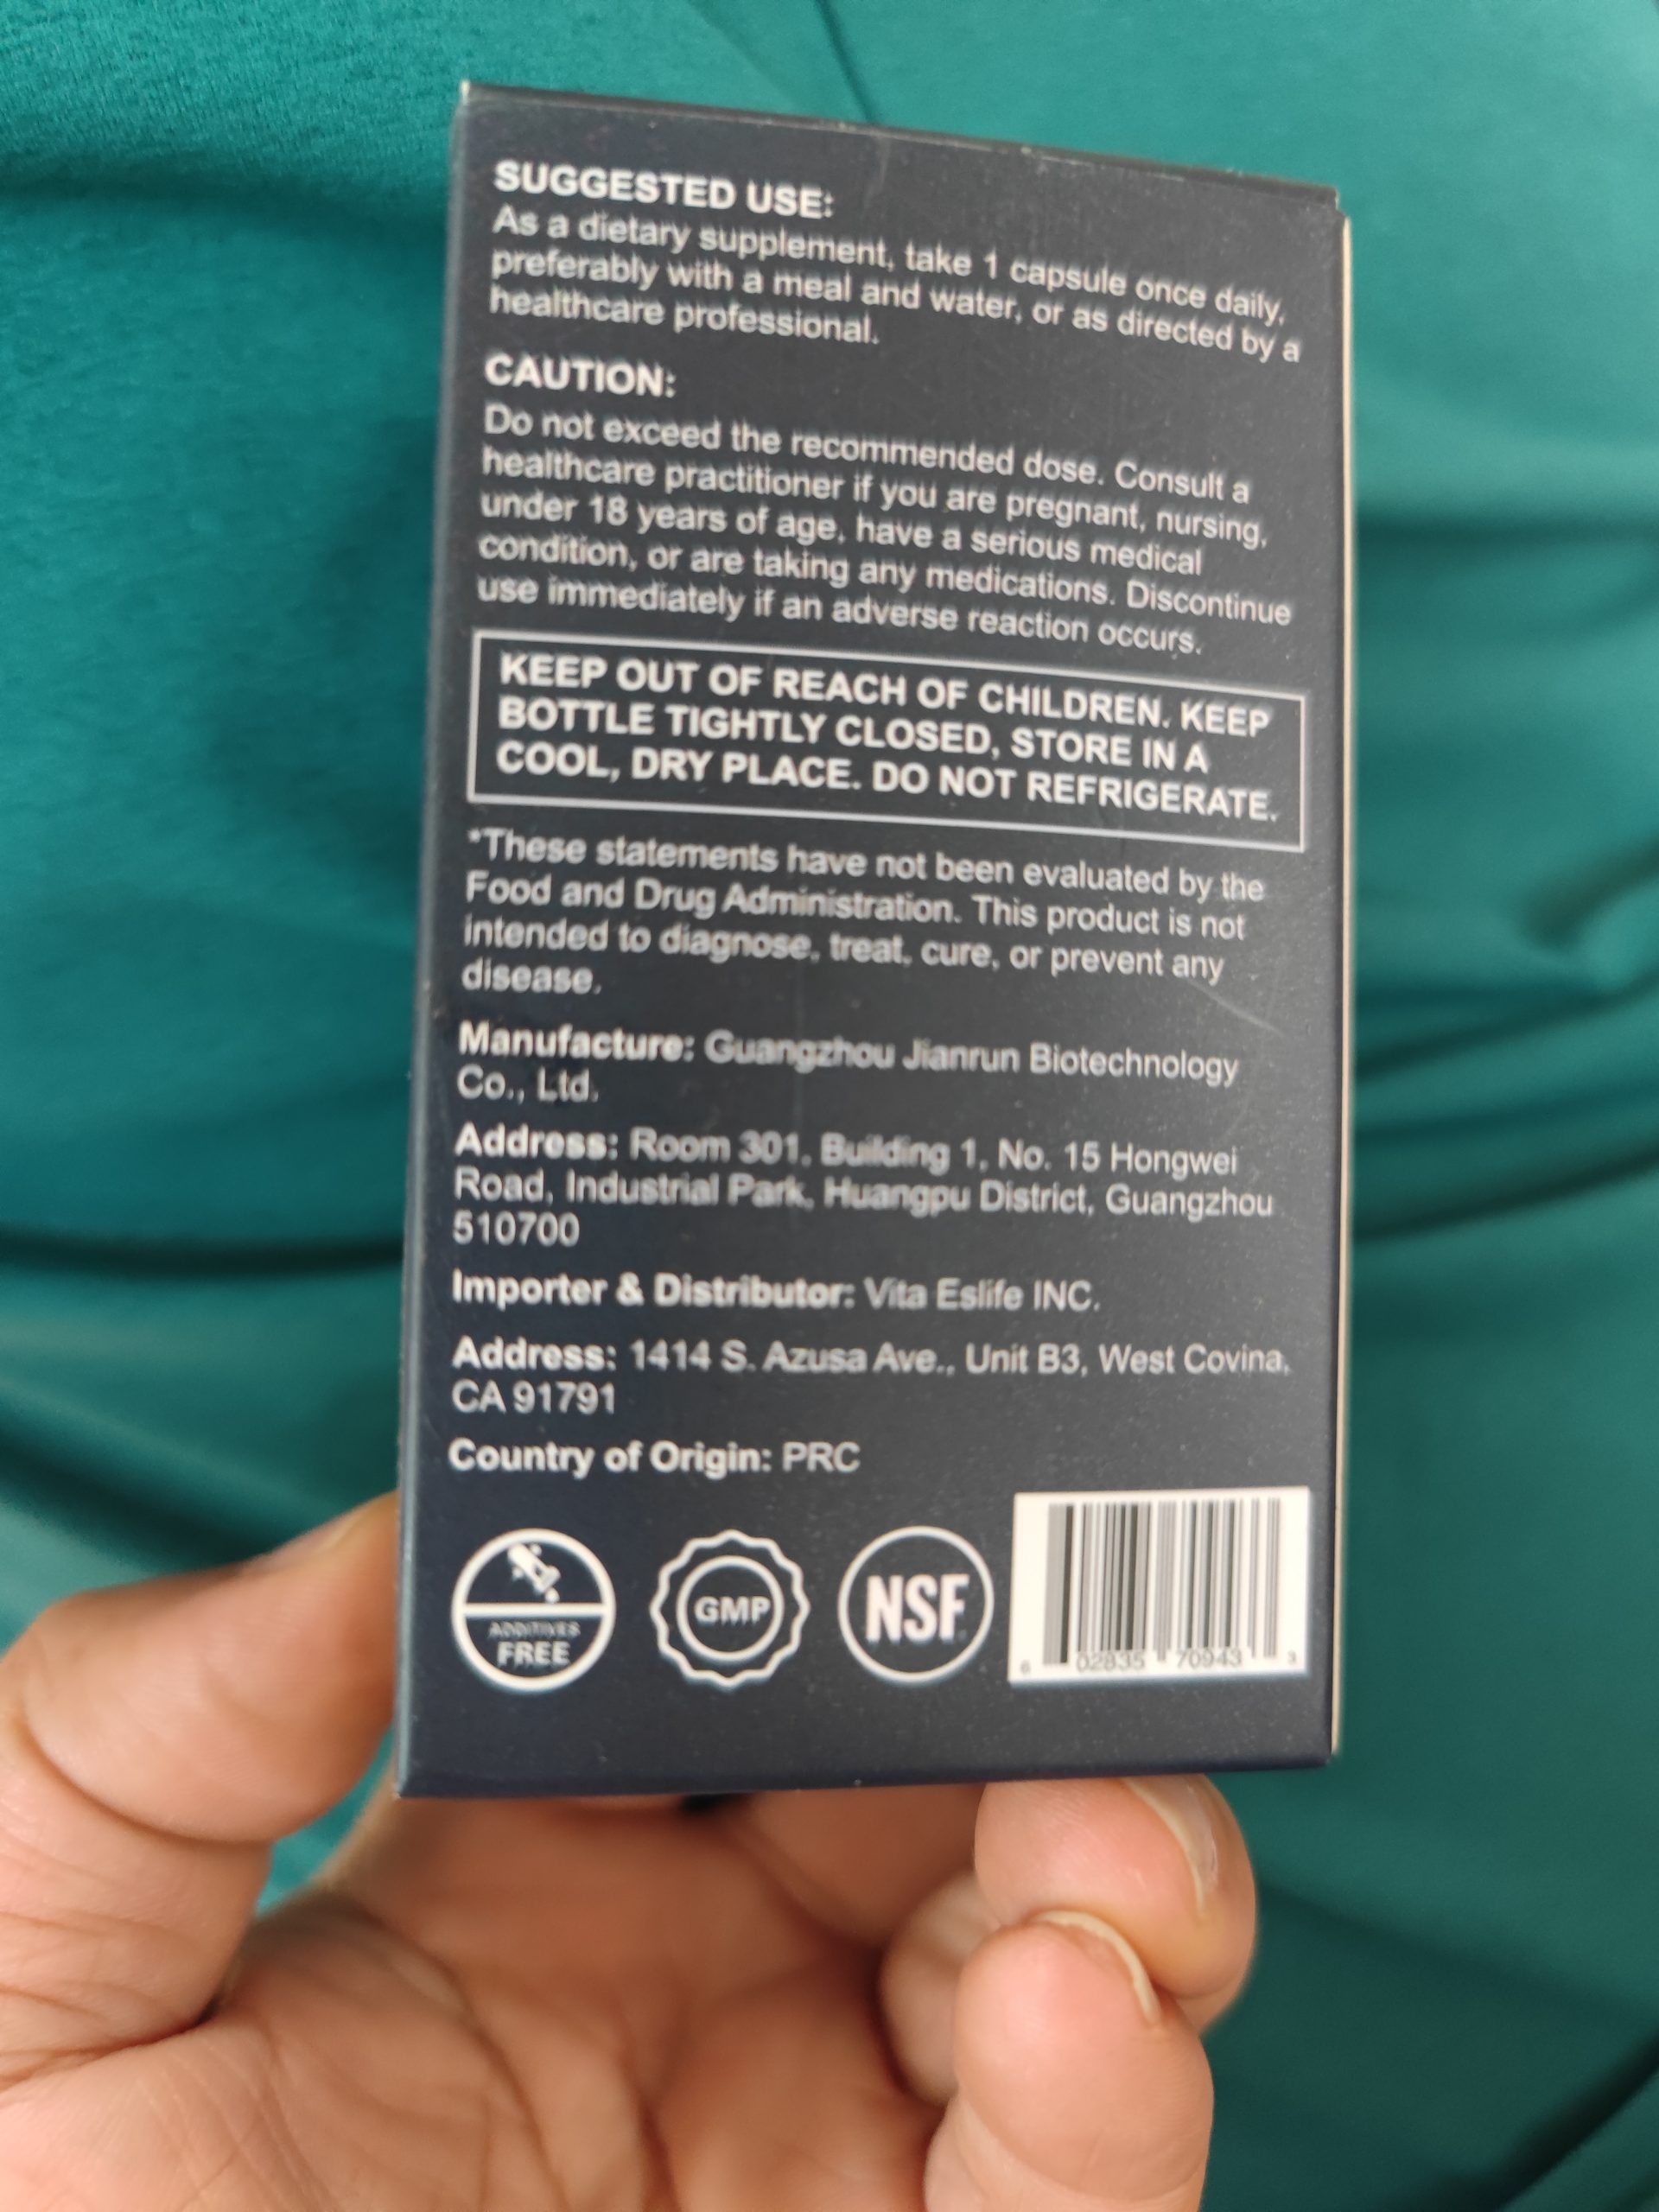 SUGGESTED USE:
As a dietary supplement, take 1 capsule once daily,
preferably with a meal and water, or as directed by a
healthcare professional.
CAUTION:
Do not exceed the recommended dose. Consult a
healthcare practitioner if you are pregnant, nursing,
under 18 years of age, have a serious medical
condition, or are taking any medications. Discontinue
use immediately if an adverse reaction occurs.
KEEP OUT OF REACH OF CHILDREN. KEEP
BOTTLE TIGHTLY CLOSED, STORE IN A
COOL, DRY PLACE. DO NOT REFRIGERATE.
*These statements have not been evaluated by the
Food and Drug Administration. This product is not
intended to diagnose, treat, cure, or prevent any
disease.
Manufacture: Guangzhou Jianrun Biotechnology
Co., Ltd.
Address: Room 301, Building 1, No. 15 Hongwei
Road, Industrial Park, Huangpu District, Guangzhou
510700
Importer & Distributor: Vita Eslife INC.
Address: 1414 S. Azusa Ave., Unit B3, West Covina,
CA 91791
Country of Origin: PRC
ADDITIVES
FREE
GMP
NSF
6 02835 70943 3